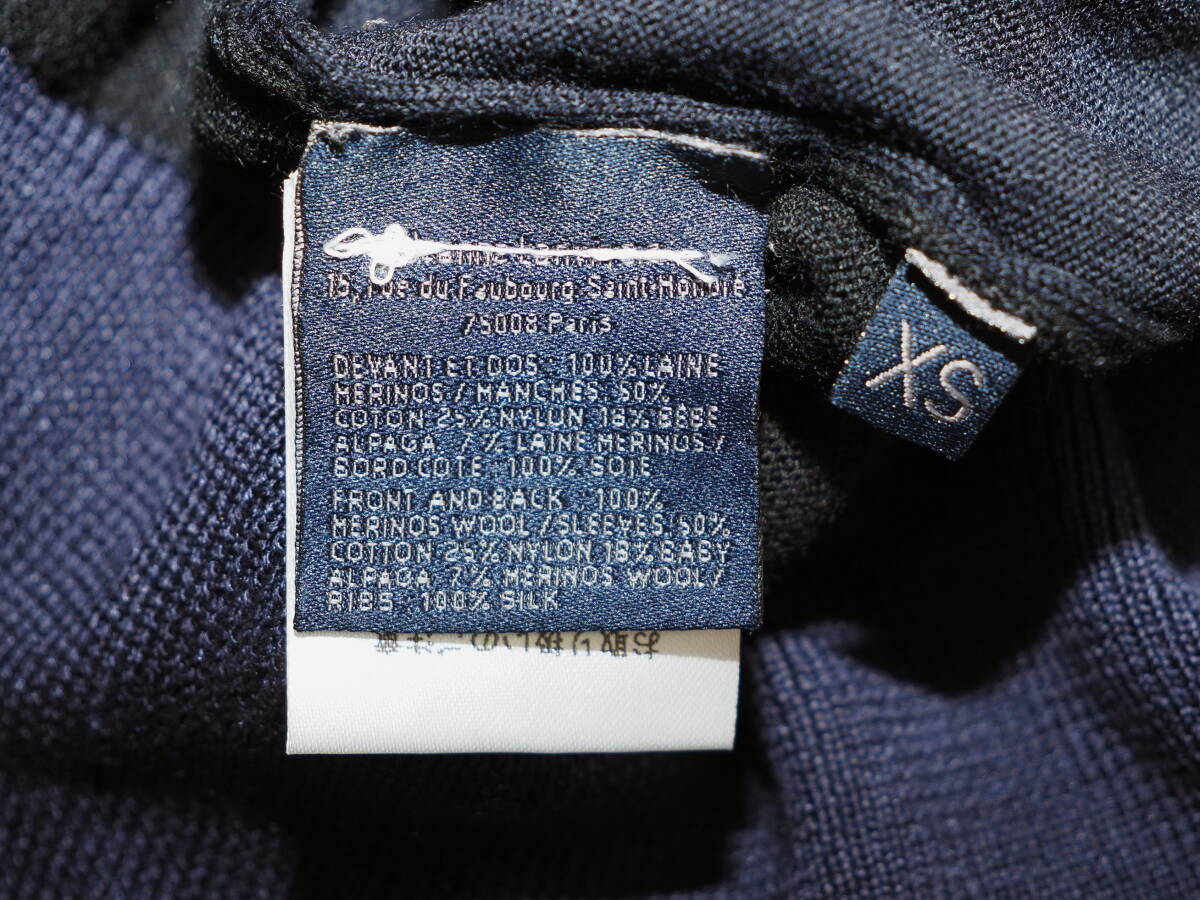 15, rue du Faubourg Saint Honoré
75008 Paris
DEVANT ET DOS : 100% LAINE
MERINOS / MANCHES 50%
COTON 25% NYLON 18% BÉBÉ
ALPAGA 7% LAINE MERINOS /
BORD COTE : 100% SOIE
FRONT AND BACK : 100%
MERINOS WOOL / SLEEVES 50%
COTTON 25% NYLON 18% BABY
ALPAGA 7% MERINOS WOOL /
RIBS : 100% SILK
XS